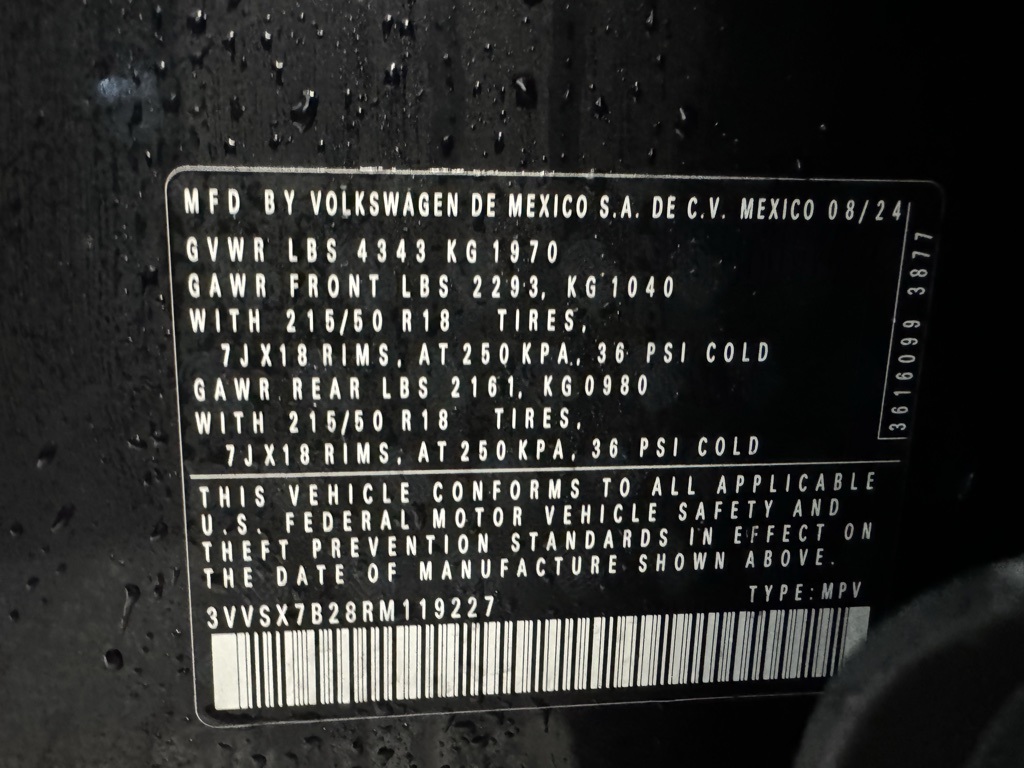 MFD BY VOLKSWAGEN DE MEXICO S.A. DE C.V. MEXICO 08/24
GVWR LBS 4343 KG 1970
GAWR FRONT LBS 2293, KG 1040
WITH 215/50 R18 TIRES,
7JX18 RIMS, AT 250 KPA, 36 PSI COLD
GAWR REAR LBS 2161, KG 0980
WITH 215/50 R18 TIRES,
7JX18 RIMS, AT 250 KPA, 36 PSI COLD
3616099 3877
THIS VEHICLE CONFORMS TO ALL APPLICABLE
U.S. FEDERAL MOTOR VEHICLE SAFETY AND
THEFT PREVENTION STANDARDS IN EFFECT ON
THE DATE OF MANUFACTURE SHOWN ABOVE.
TYPE: MPV
3VVSX7B28RM119227